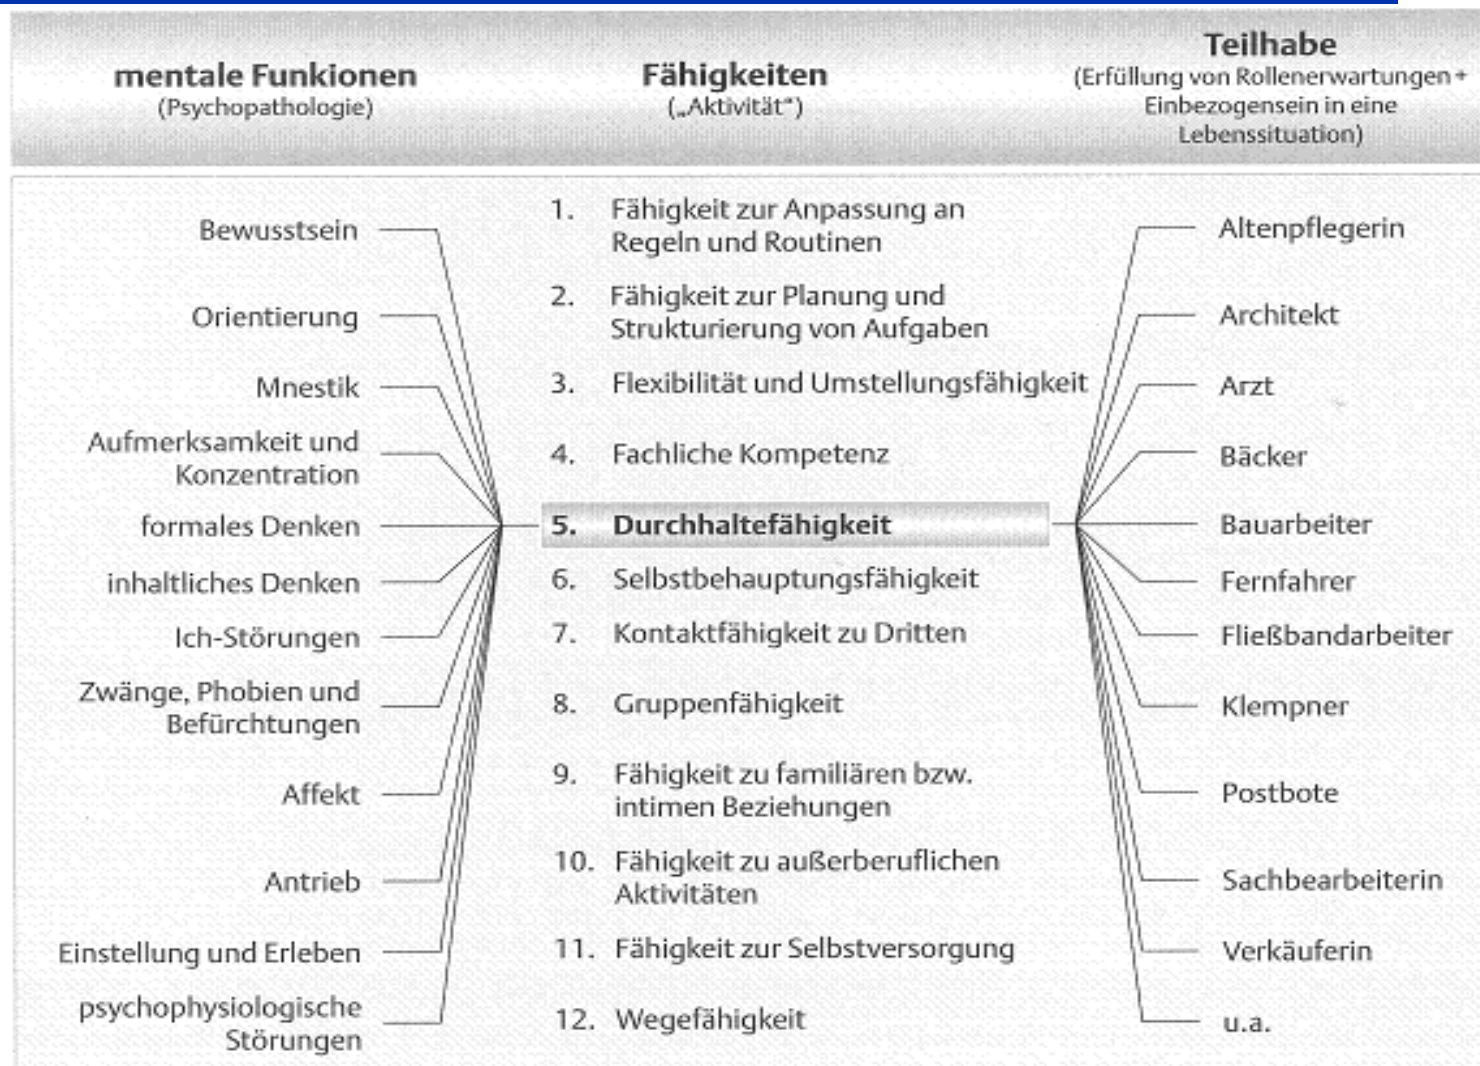 mentale Funkionen
(Psychopathologie)
Fähigkeiten
(„Aktivität“)
Teilhabe
(Erfüllung von Rollenerwartungen +
Einbezogensein in eine
Lebenssituation)
Bewusstsein
Orientierung
Mnestik
Aufmerksamkeit und
Konzentration
formales Denken
inhaltliches Denken
Ich-Störungen
Zwänge, Phobien und
Befürchtungen
Affekt
Antrieb
Einstellung und Erleben
psychophysiologische
Störungen
1. Fähigkeit zur Anpassung an
Regeln und Routinen
2. Fähigkeit zur Planung und
Strukturierung von Aufgaben
3. Flexibilität und Umstellungsfähigkeit
4. Fachliche Kompetenz
5. Durchhaltefähigkeit
6. Selbstbehauptungsfähigkeit
7. Kontaktfähigkeit zu Dritten
8. Gruppenfähigkeit
9. Fähigkeit zu familiären bzw.
intimen Beziehungen
10. Fähigkeit zu außerberuflichen
Aktivitäten
11. Fähigkeit zur Selbstversorgung
12. Wegefähigkeit
Altenpflegerin
Architekt
Arzt
Bäcker
Bauarbeiter
Fernfahrer
Fließbandarbeiter
Klempner
Postbote
Sachbearbeiterin
Verkäuferin
u.a.